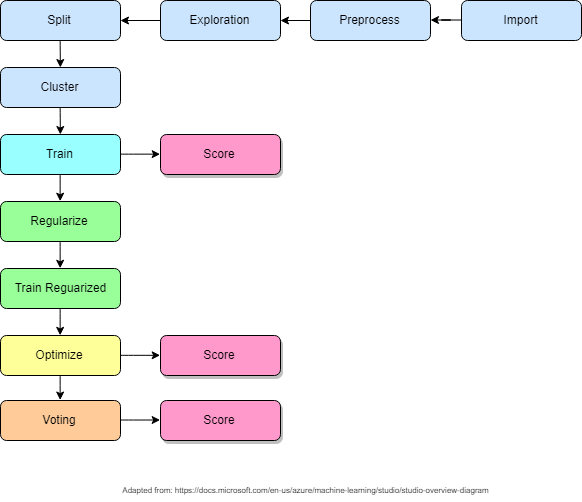 Split
Exploration
Preprocess
Import
Cluster
Train
Score
Regularize
Train Reguarized
Optimize
Score
Voting
Score
Adapted from: https://docs.microsoft.com/en-us/azure/machine-learning/studio/studio-overview-diagram